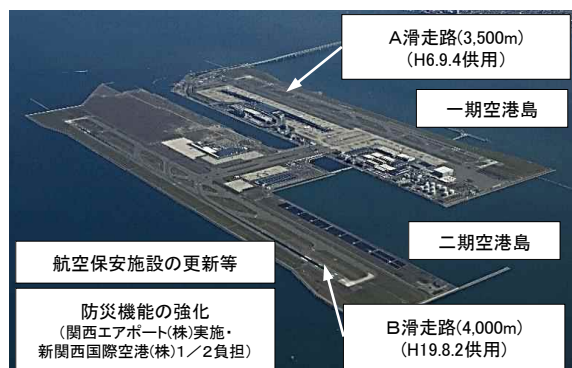 A滑走路(3,500m)
(H6.9.4供用)
一期空港島
二期空港島
航空保安施設の更新等
防災機能の強化
(関西エアポート(株)実施・
新関西国際空港(株)1/2負担)
B滑走路(4,000m)
(H19.8.2供用)